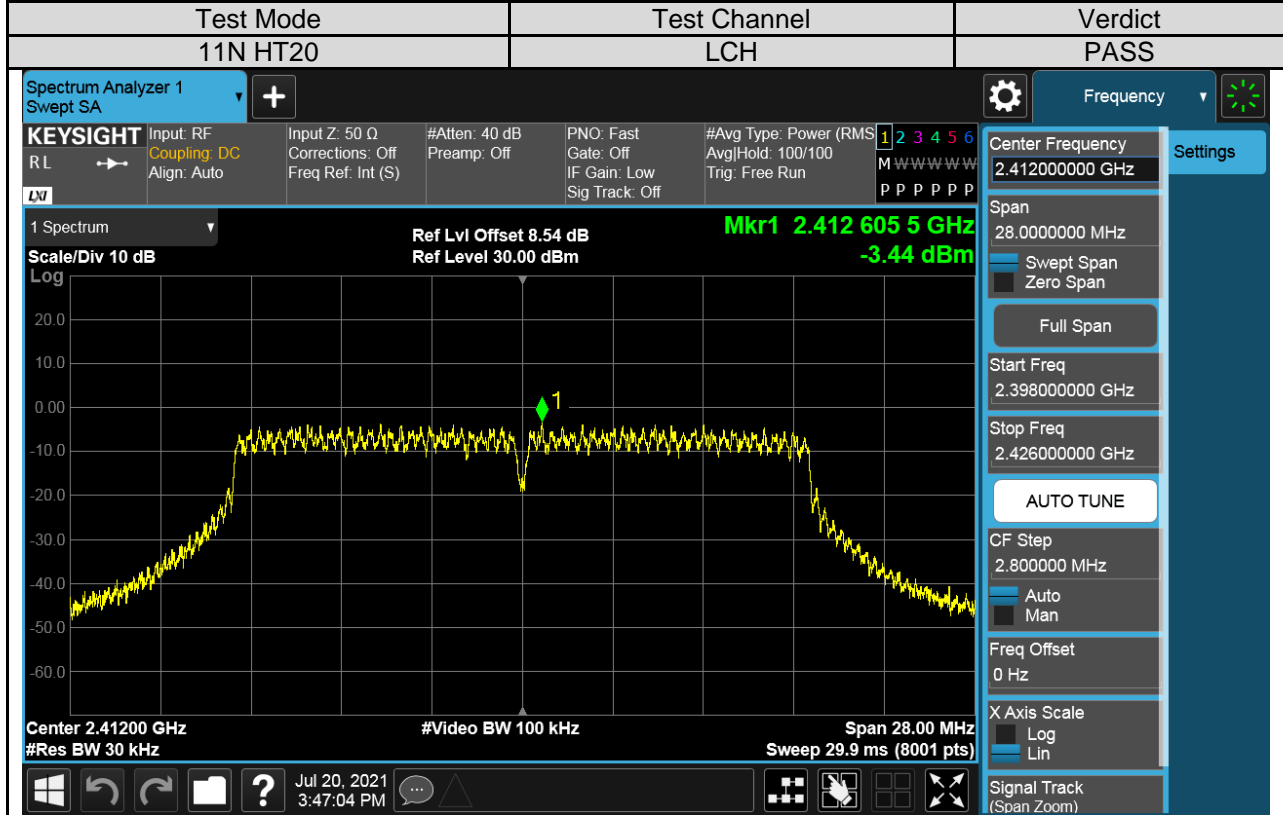 Test Mode Test Channel Verdict
11N HT20 LCH PASS
Spectrum Analyzer 1
Swept SA
+
Frequency
KEYSIGHT
R L
LXI
Input: RF
Coupling: DC
Align: Auto
Input Z: 50 Ω
Corrections: Off
Freq Ref: Int (S)
#Atten: 40 dB
Preamp: Off
PNO: Fast
Gate: Off
IF Gain: Low
Sig Track: Off
#Avg Type: Power (RMS
Avg|Hold: 100/100
Trig: Free Run
1 2 3 4 5 6
M W W W W W
P P P P P P
1 Spectrum
Scale/Div 10 dB
Ref Lvl Offset 8.54 dB
Ref Level 30.00 dBm
Mkr1 2.412 605 5 GHz
-3.44 dBm
Log
20.0
10.0
0.00
-10.0
-20.0
-30.0
-40.0
-50.0
-60.0
1
Center 2.41200 GHz
#Res BW 30 kHz
#Video BW 100 kHz
Span 28.00 MHz
Sweep 29.9 ms (8001 pts)
?
Jul 20, 2021
3:47:04 PM
Center Frequency
2.412000000 GHz
Settings
Span
28.0000000 MHz
Swept Span
Zero Span
Full Span
Start Freq
2.398000000 GHz
Stop Freq
2.426000000 GHz
AUTO TUNE
CF Step
2.800000 MHz
Auto
Man
Freq Offset
0 Hz
X Axis Scale
Log
Lin
Signal Track
(Span Zoom)